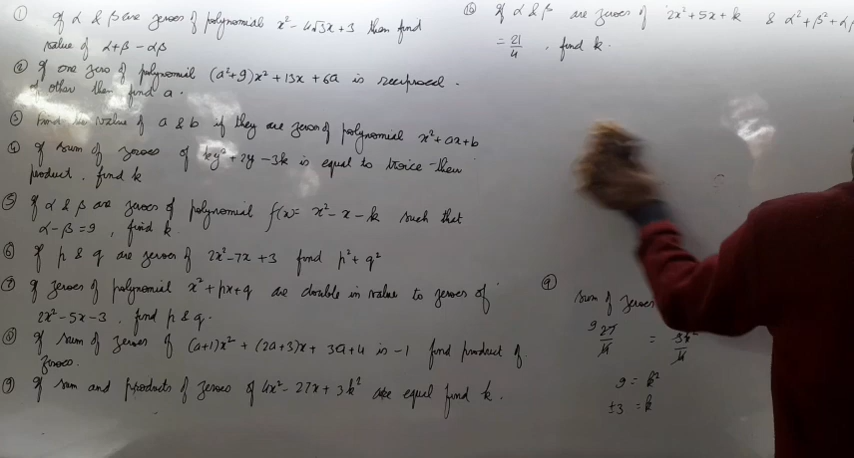 ① If α & β are zeroes of polynomial x² - 4√3x + 3 then find
value of α+β - αβ
② If one zero of polynomial (a²+9)x² + 13x + 6a is reciprocal
of other then find a.
③ Find the value of a & b if they are zeros of polynomial x² + ax + b
④ If sum of zeroes of ky² + 2y - 3k is equal to twice their
product. find k
⑤ If α & β are zeroes of polynomial f(x) = x² - x - k such that
α - β = 9, find k.
⑥ If p & q are zeroes of 2x² - 7x + 3 find p² + q²
⑦ If zeroes of polynomial x² + px + q are double in value to zeroes of
2x² - 5x - 3. find p & q.
⑧ If sum of zeroes of (a+1)x² + (2a+3)x + 3a+4 is -1 find product of
zeroes.
⑨ If sum and products of zeroes of 4x² - 27x + 3k² are equal find k.
⑩ If α & β are zeroes of 2x² + 5x + k & α² + β² + αβ
= 21/4, find k.
⑨ Sum of zeroes
9 27/4 = 3k²/4
9 = k²
±3 = k